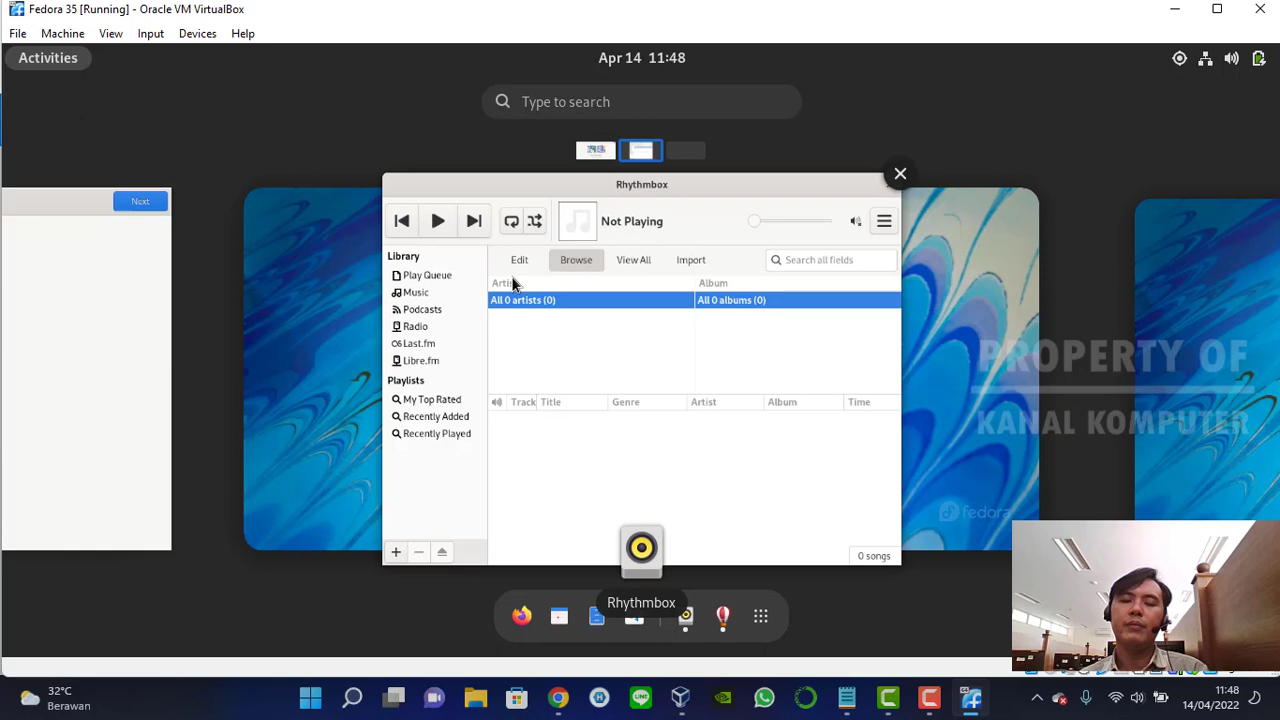 Fedora 35 [Running] - Oracle VM VirtualBox
File Machine View Input Devices Help
Activities
Apr 14 11:48
Type to search
Next
Rhythmbox
Not Playing
Library
Play Queue
Music
Podcasts
Radio
Last.fm
Libre.fm
Playlists
My Top Rated
Recently Added
Recently Played
Edit Browse View All Import Search all fields
Album
All 0 artists (0) All 0 albums (0)
Track Title Genre Artist Album Time
0 songs
PROPERTY OF
KANAL KOMPUTER
fedora
Rhythmbox
32°C
Berawan
11:48
14/04/2022